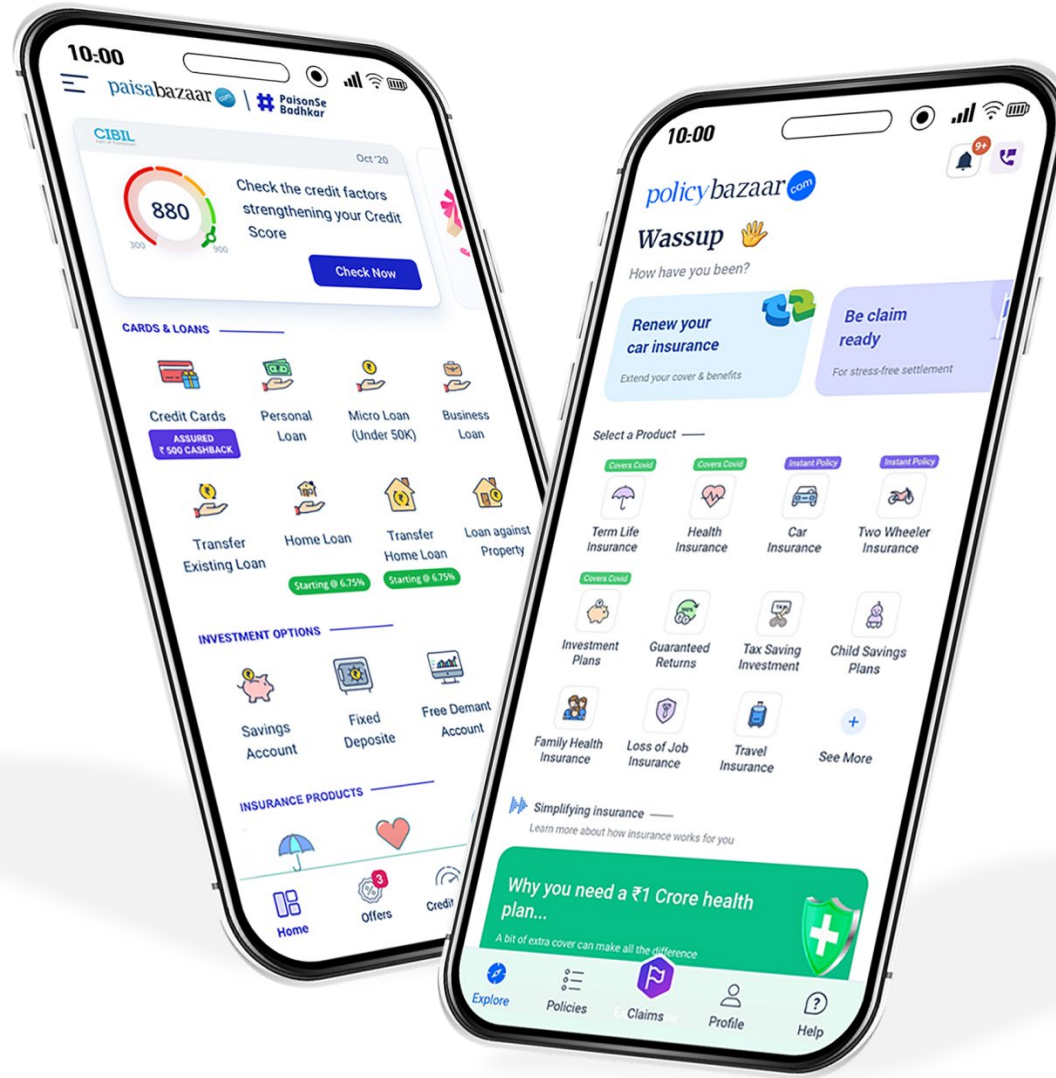 10:00
paisabazaar com | # PaisonSe
Badhkar
CIBIL
Oct '20
880
300
900
Check the credit factors
strengthening your Credit
Score
Check Now
CARDS & LOANS
Credit Cards
ASSURED
₹ 500 CASHBACK
Personal
Loan
Micro Loan
(Under 50K)
Business
Loan
Transfer
Existing Loan
Home Loan
Starting @ 6.75%
Transfer
Home Loan
Starting @ 6.75%
Loan against
Property
INVESTMENT OPTIONS
Savings
Account
Fixed
Deposite
Free Demant
Account
INSURANCE PRODUCTS
Home
3
Offers
Credit
10:00
9+
policybazaar com
Wassup
How have you been?
Renew your
car insurance
Extend your cover & benefits
Be claim
ready
For stress-free settlement
Select a Product
Covers Covid
Term Life
Insurance
Covers Covid
Health
Insurance
Instant Policy
Car
Insurance
Instant Policy
Two Wheeler
Insurance
Covers Covid
Investment
Plans
100%
Guaranteed
Returns
TAX
Tax Saving
Investment
Child Savings
Plans
Family Health
Insurance
Loss of Job
Insurance
Travel
Insurance
+
See More
Simplifying insurance
Learn more about how insurance works for you
Why you need a ₹1 Crore health
plan...
A bit of extra cover can make all the difference
Explore
Policies
Claims
Profile
?
Help